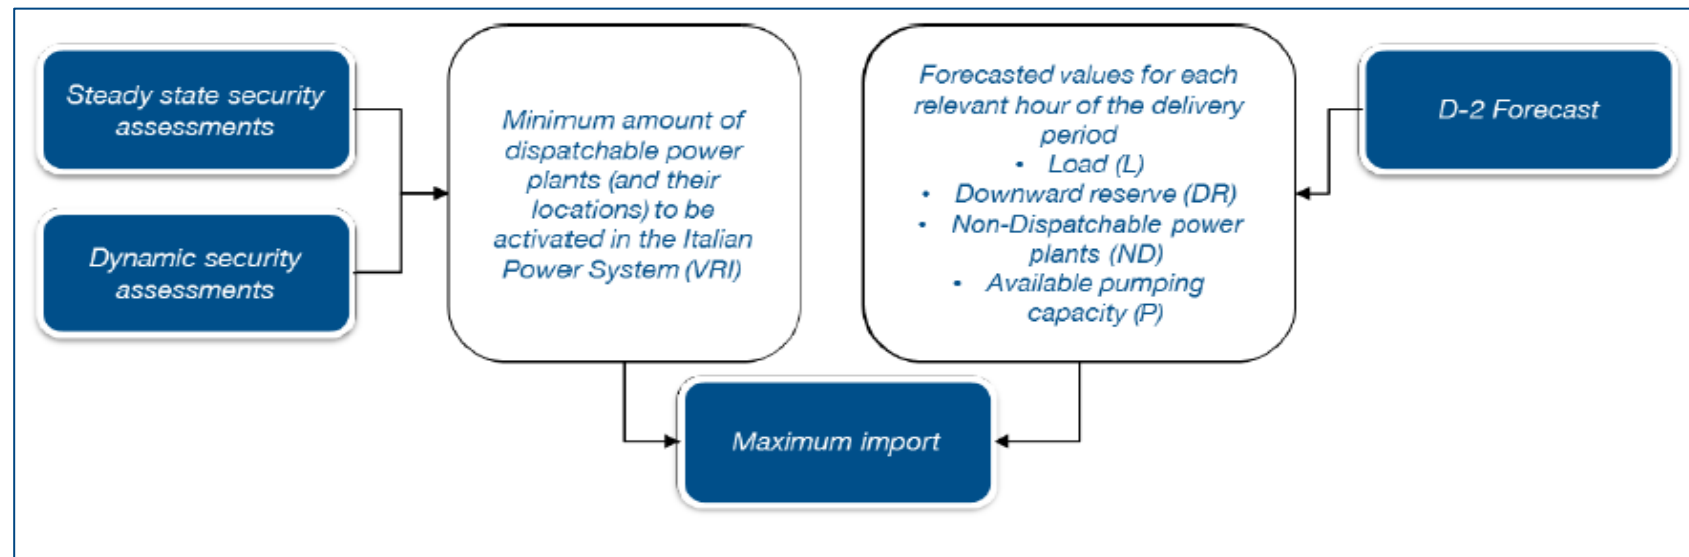 Steady state security
assessments
Dynamic security
assessments
Minimum amount of
dispatchable power
plants (and their
locations) to be
activated in the Italian
Power System (VRI)
Forecasted values for each
relevant hour of the delivery
period
• Load (L)
• Downward reserve (DR)
• Non-Dispatchable power
plants (ND)
• Available pumping
capacity (P)
D-2 Forecast
Maximum import